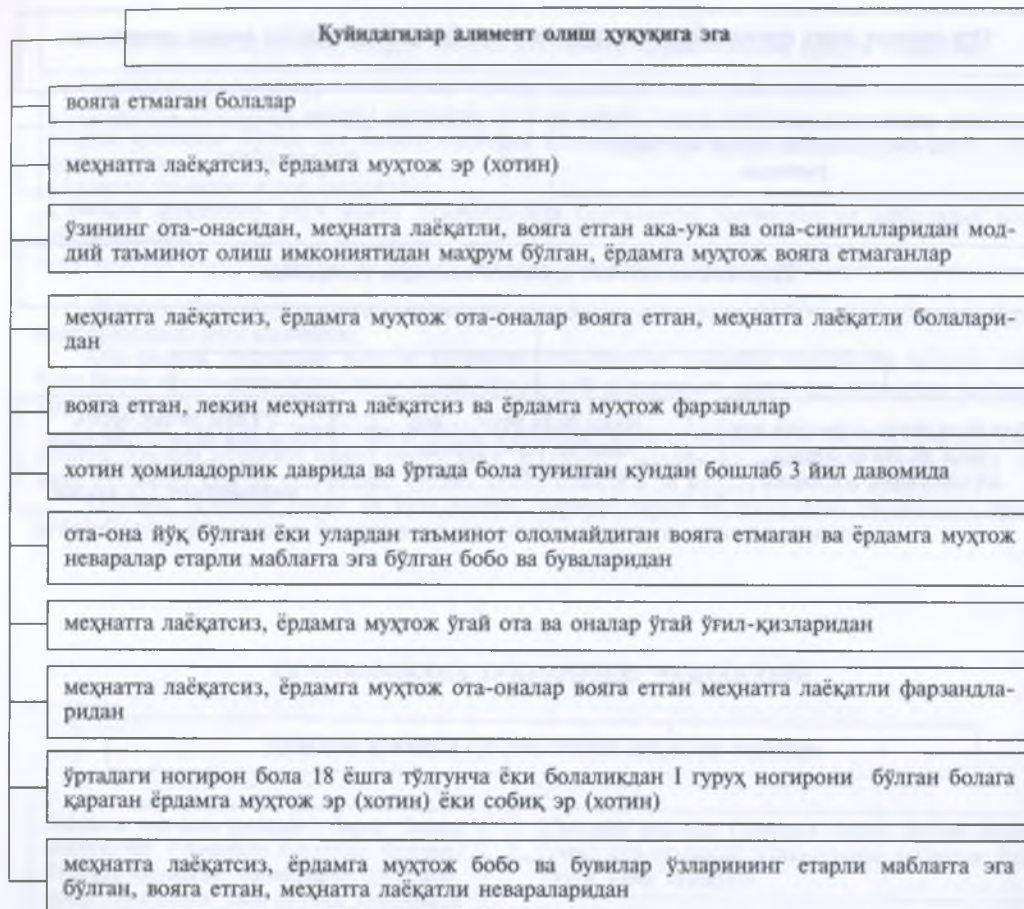 Қуйидагилар алимент олиш ҳуқуқига эга
вояга етмаган болалар
меҳнатга лаёқатсиз, ёрдамга муҳтож эр (хотин)
ўзининг ота-онасидан, меҳнатга лаёқатли, вояга етган ака-ука ва опа-сингилларидан мод-
дий таъминот олиш имкониятидан маҳрум бўлган, ёрдамга муҳтож вояга етмаганлар
меҳнатга лаёқатсиз, ёрдамга муҳтож ота-оналар вояга етган, меҳнатга лаёқатли болалари-
дан
вояга етган, лекин меҳнатга лаёқатсиз ва ёрдамга муҳтож фарзандлар
хотин ҳомиладорлик даврида ва ўртада бола туғилган кундан бошлаб 3 йил давомида
ота-она йўқ бўлган ёки улардан таъминот ололмайдиган вояга етмаган ва ёрдамга муҳтож
неваралар етарли маблағга эга бўлган бобо ва буваларидан
меҳнатга лаёқатсиз, ёрдамга муҳтож ўгай ота ва оналар ўгай ўғил-қизларидан
меҳнатта лаёқатсиз, ёрдамга муҳтож ота-оналар вояга етган меҳнатга лаёқатли фарзандла-
ридан
ўртадаги ногирон бола 18 ёшга тўлгунча ёки болаликдан I гуруҳ ногирони бўлган болага
қараган ёрдамга муҳтож эр (хотин) ёки собиқ эр (хотин)
меҳнатга лаёқатсиз, ёрдамга муҳтож бобо ва бувилар ўзларининг етарли маблағга эга
бўлган, вояга етган, меҳнатга лаёқатли невараларидан